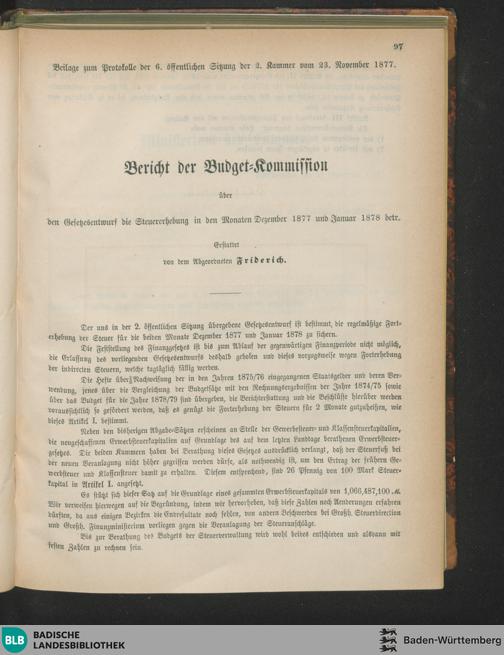 97
Beilage zum Protokolle der 6. öffentlichen Sitzung der 2. Kammer vom 23. November 1877.
Bericht der Budget-Kommission
über
den Gesetzesentwurf die Steuererhebung in den Monaten Dezember 1877 und Januar 1878 betr.
Erstattet
von dem Abgeordneten Friderich.
Der uns in der 2. öffentlichen Sitzung übergebene Gesetzesentwurf ist bestimmt, die regelmäßige Fort-
erhebung der Steuer für die beiden Monate Dezember 1877 und Januar 1878 zu sichern.
Die Feststellung des Finanzgesetzes ist bis zum Ablauf der gegenwärtigen Finanzperiode nicht möglich,
die Erlassung des vorliegenden Gesetzesentwurfs deshalb geboten und dieses vorzugsweise wegen Forterhebung
der indirecten Steuern, welche tagtäglich fällig werden.
Die Hefte über Nachweisung der in den Jahren 1875/76 eingegangenen Staatsgelder und deren Ver-
wendung, jenes über die Vergleichung der Budgetsätze mit den Rechnungsergebnissen der Jahre 1874/75 sowie
über das Budget für die Jahre 1878/79 sind übergeben, die Berichterstattung und die Beschlüsse hierüber werden
voraussichtlich so gefördert werden, daß es genügt die Forterhebung der Steuern für 2 Monate gutzuheißen, wie
dieses Artikel I. bestimmt.
Neben den bisherigen Abgabe-Sätzen erscheinen an Stelle der Gewerbsteuer- und Klassensteuerkapitalien,
die neugeschaffenen Erwerbsteuerkapitalien auf Grundlage des auf dem letzten Landtage berathenen Erwerbsteuer-
gesetzes. Die beiden Kammern haben bei Berathung dieses Gesetzes ausdrücklich verlangt, daß der Steuerfuß bei
der neuen Veranlagung nicht höher gegriffen werden dürfe, als nothwendig ist, um den Ertrag der frühern Ge-
werbsteuer und Klassensteuer damit zu erhalten. Diesem entsprechend, sind 26 Pfennig von 100 Mark Steuer-
kapital in Artikel I. angesetzt.
Es stützt sich dieser Satz auf die Grundlage eines gesammten Erwerbsteuerkapitals von 1,066,487,100 ℳ.
Wir verweisen hierwegen auf die Begründung, indem wir hervorheben, daß diese Zahlen noch Aenderungen erfahren
dürften, da aus einigen Bezirken die Endresultate noch fehlen, von andern Beschwerden bei Großh. Steuerdirection
und Großh. Finanzministerium vorliegen gegen die Veranlagung der Steueranschläge.
Bis zur Berathung des Budgets der Steuerverwaltung wird wohl dieses entschieden und alsdann mit
festen Zahlen zu rechnen sein.
BLB BADISCHE
LANDESBIBLIOTHEK
Baden-Württemberg